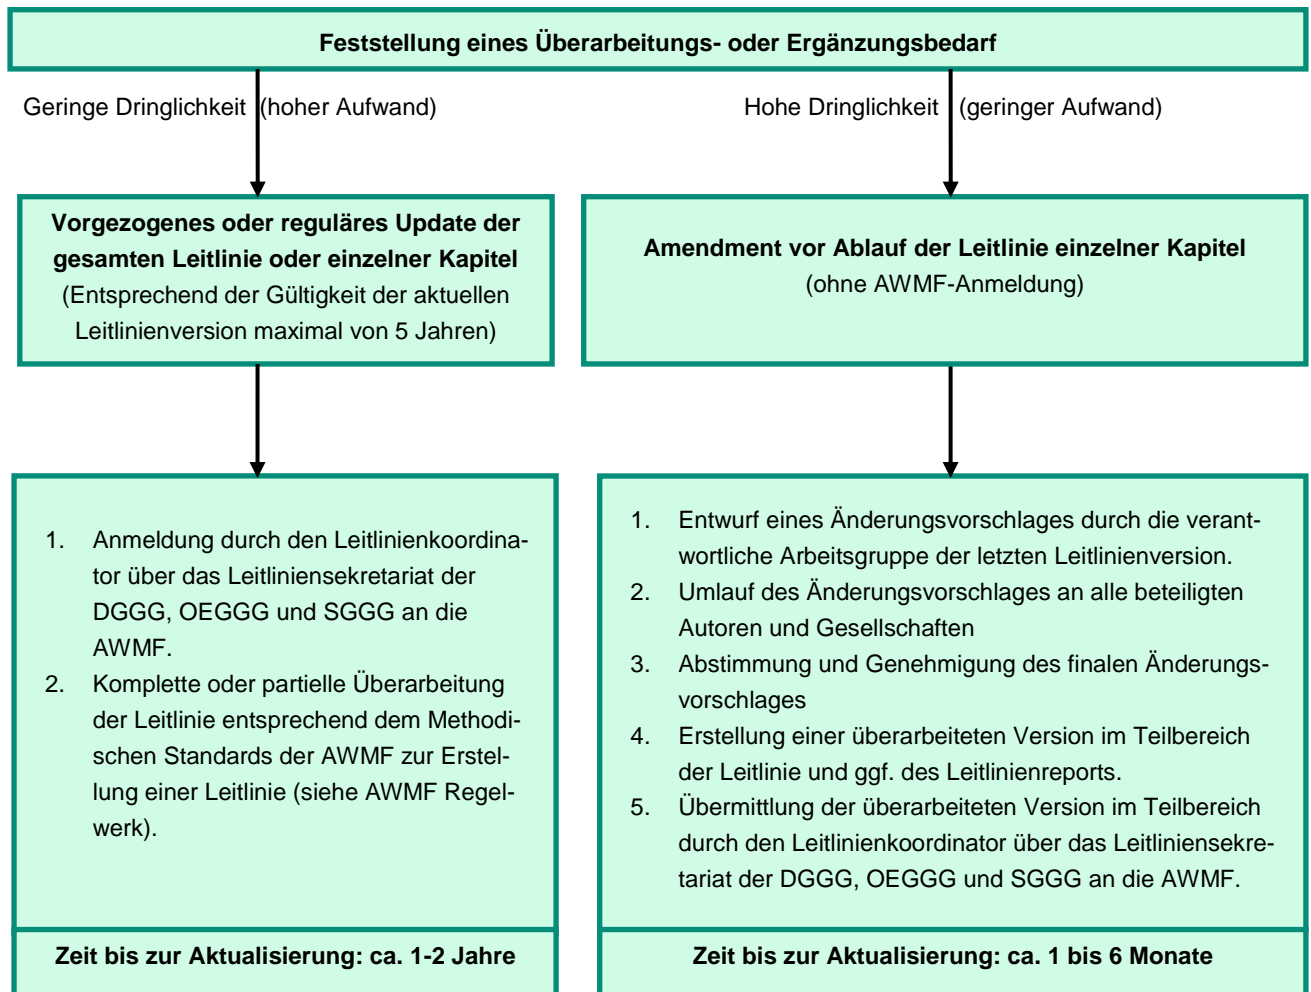 Feststellung eines Überarbeitungs- oder Ergänzungsbedarf
Geringe Dringlichkeit (hoher Aufwand)
Hohe Dringlichkeit (geringer Aufwand)
Vorgezogenes oder reguläres Update der
gesamten Leitlinie oder einzelner Kapitel
(Entsprechend der Gültigkeit der aktuellen
Leitlinienversion maximal von 5 Jahren)
Amendment vor Ablauf der Leitlinie einzelner Kapitel
(ohne AWMF-Anmeldung)
1. Anmeldung durch den Leitlinienkoordina-
tor über das Leitliniensekretariat der
DGGG, OEGGG und SGGG an die
AWMF.
2. Komplette oder partielle Überarbeitung
der Leitlinie entsprechend dem Methodi-
schen Standards der AWMF zur Erstel-
lung einer Leitlinie (siehe AWMF Regel-
werk).
Zeit bis zur Aktualisierung: ca. 1-2 Jahre
1. Entwurf eines Änderungsvorschlages durch die verant-
wortliche Arbeitsgruppe der letzten Leitlinienversion.
2. Umlauf des Änderungsvorschlages an alle beteiligten
Autoren und Gesellschaften
3. Abstimmung und Genehmigung des finalen Änderungs-
vorschlages
4. Erstellung einer überarbeiteten Version im Teilbereich
der Leitlinie und ggf. des Leitlinienreports.
5. Übermittlung der überarbeiteten Version im Teilbereich
durch den Leitlinienkoordinator über das Leitliniensekre-
tariat der DGGG, OEGGG und SGGG an die AWMF.
Zeit bis zur Aktualisierung: ca. 1 bis 6 Monate